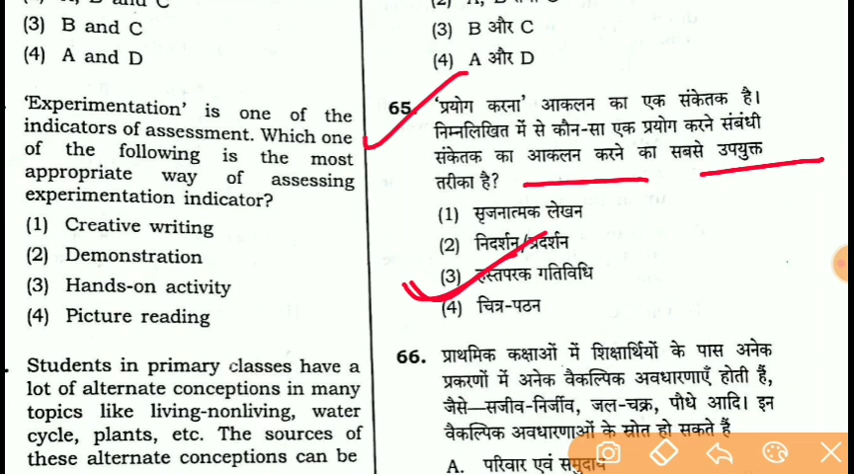 (3) B and C
(4) A and D
'Experimentation' is one of the
indicators of assessment. Which one
of the following is the most
appropriate way of assessing
experimentation indicator?
(1) Creative writing
(2) Demonstration
(3) Hands-on activity
(4) Picture reading
Students in primary classes have a
lot of alternate conceptions in many
topics like living-nonliving, water
cycle, plants, etc. The sources of
these alternate conceptions can be
(3) B और C
(4) A और D
65. 'प्रयोग करना' आकलन का एक संकेतक है।
निम्नलिखित में से कौन-सा एक प्रयोग करने संबंधी
संकेतक का आकलन करने का सबसे उपयुक्त
तरीका है?
(1) सृजनात्मक लेखन
(2) निदर्शन/प्रदर्शन
(3) हस्तपरक गतिविधि
(4) चित्र-पठन
66. प्राथमिक कक्षाओं में शिक्षार्थियों के पास अनेक
प्रकरणों में अनेक वैकल्पिक अवधारणाएँ होती हैं,
जैसे—सजीव-निर्जीव, जल-चक्र, पौधे आदि। इन
वैकल्पिक अवधारणाओं के स्रोत हो सकते हैं
A. परिवार एवं समुदाय